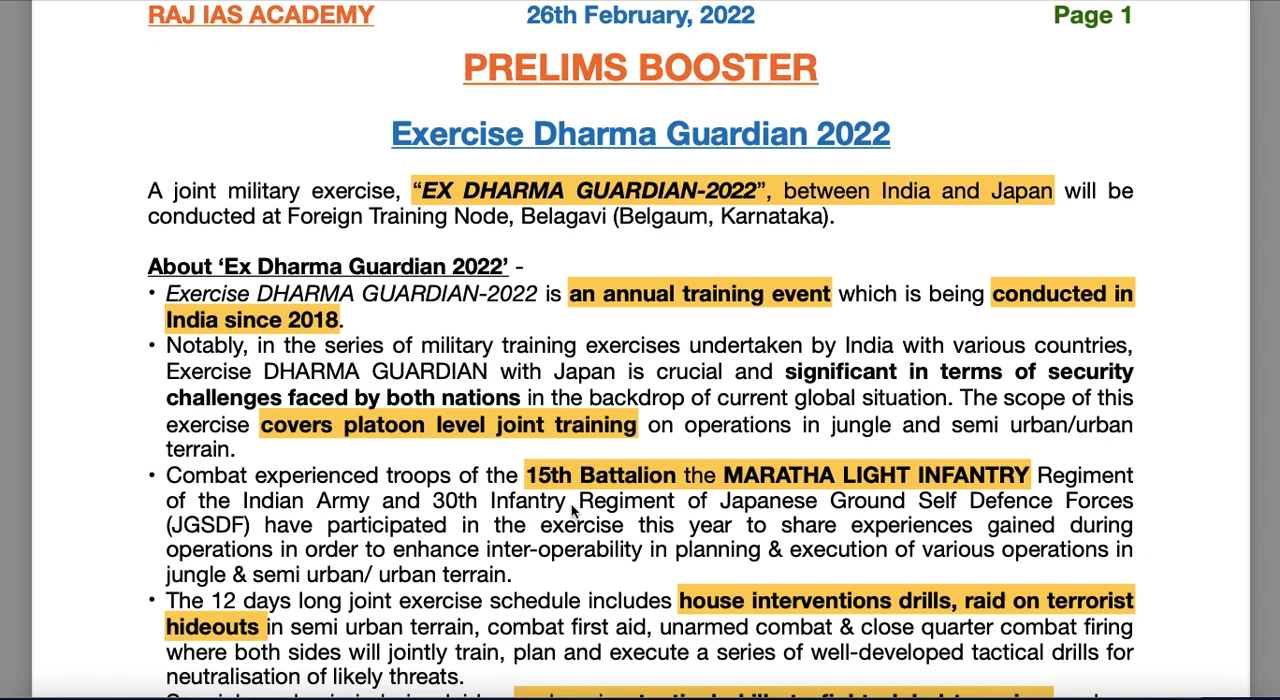 RAJ IAS ACADEMY 26th February, 2022 Page 1
PRELIMS BOOSTER
Exercise Dharma Guardian 2022
A joint military exercise, “EX DHARMA GUARDIAN-2022”, between India and Japan will be
conducted at Foreign Training Node, Belagavi (Belgaum, Karnataka).
About ‘Ex Dharma Guardian 2022’ -
• Exercise DHARMA GUARDIAN-2022 is an annual training event which is being conducted in
India since 2018.
• Notably, in the series of military training exercises undertaken by India with various countries,
Exercise DHARMA GUARDIAN with Japan is crucial and significant in terms of security
challenges faced by both nations in the backdrop of current global situation. The scope of this
exercise covers platoon level joint training on operations in jungle and semi urban/urban
terrain.
• Combat experienced troops of the 15th Battalion the MARATHA LIGHT INFANTRY Regiment
of the Indian Army and 30th Infantry Regiment of Japanese Ground Self Defence Forces
(JGSDF) have participated in the exercise this year to share experiences gained during
operations in order to enhance inter-operability in planning & execution of various operations in
jungle & semi urban/ urban terrain.
• The 12 days long joint exercise schedule includes house interventions drills, raid on terrorist
hideouts in semi urban terrain, combat first aid, unarmed combat & close quarter combat firing
where both sides will jointly train, plan and execute a series of well-developed tactical drills for
neutralisation of likely threats.